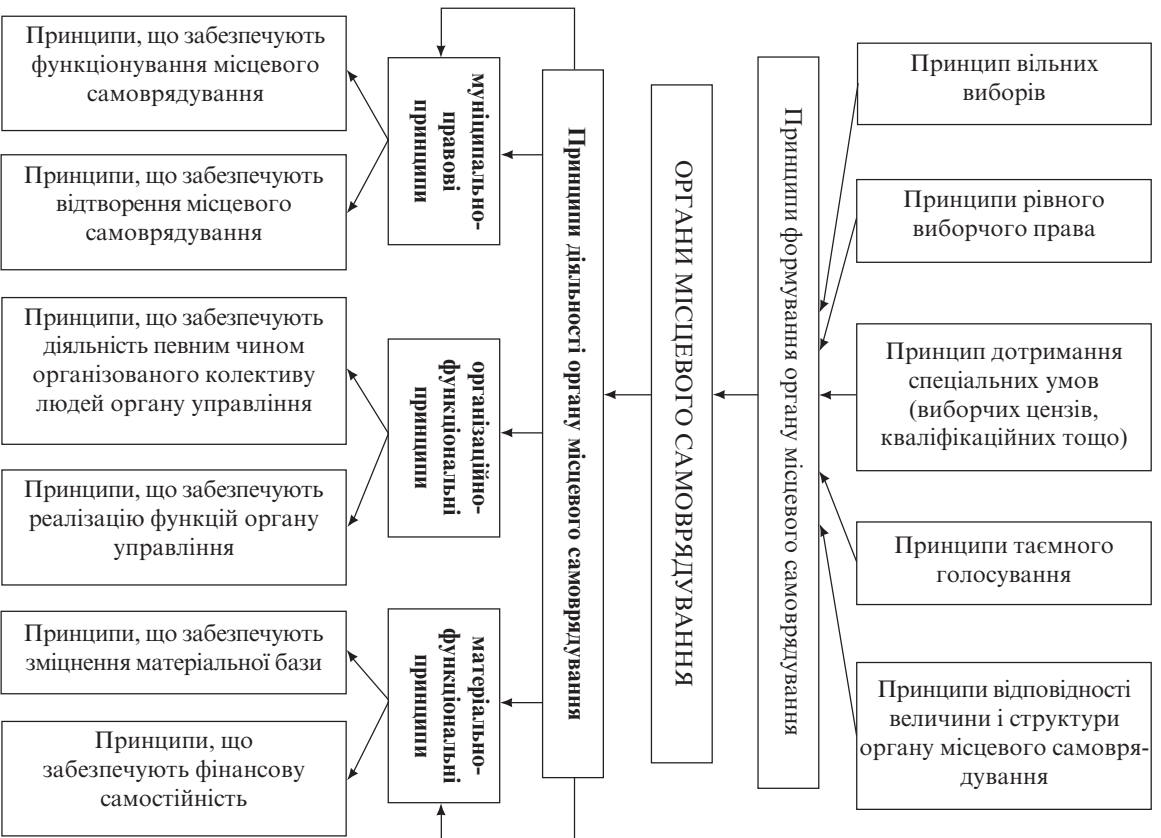 Принципи, що забезпечують
функціонування місцевого
самоврядування
Принципи, що забезпечують
відтворення місцевого
самоврядування
Принципи, що забезпечують
діяльність певним чином
організованого колективу
людей органу управління
Принципи, що забезпечують
реалізацію функцій органу
управління
Принципи, що забезпечують
зміцнення матеріальної бази
Принципи, що
забезпечують фінансову
самостійність
муніципально-
правові
принципи
організаційно-
функціональні
принципи
матеріально-
функціональні
принципи
Принципи діяльності органу місцевого самоврядування
ОРГАНИ МІСЦЕВОГО САМОВРЯДУВАННЯ
Принципи формування органу місцевого самоврядування
Принцип вільних
виборів
Принципи рівного
виборчого права
Принцип дотримання
спеціальних умов
(виборчих цензів,
кваліфікаційних тощо)
Принципи таємного
голосування
Принципи відповідності
величини і структури
органу місцевого самовря-
дування